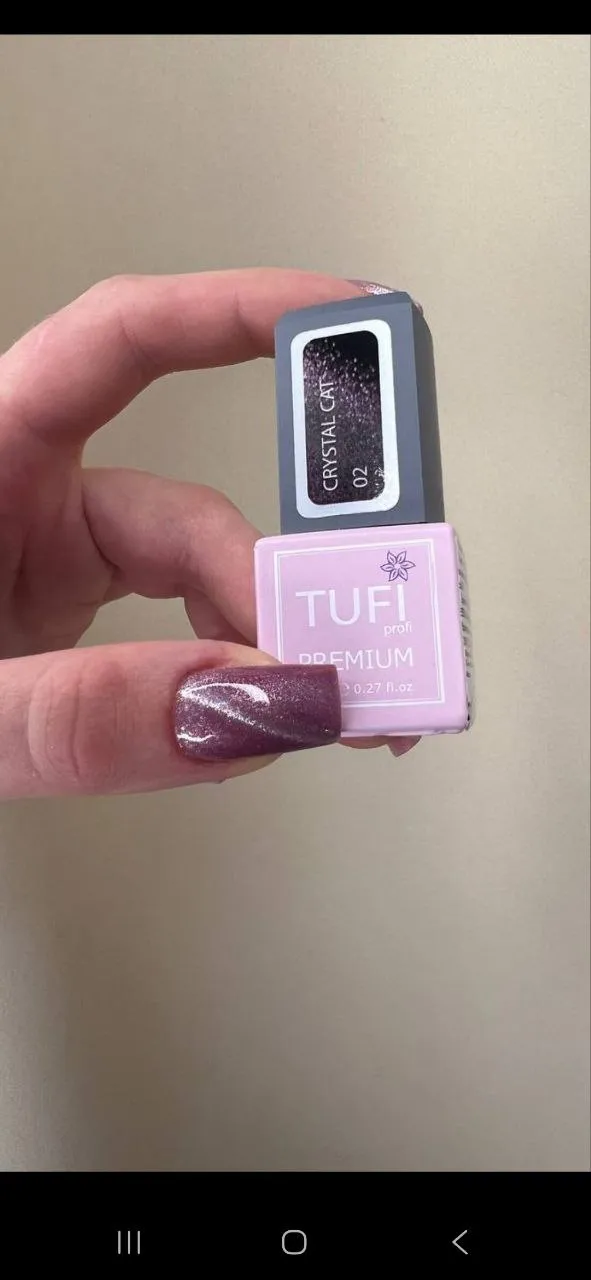 CRYSTAL CAT
02
TUFI
profi
PREMIUM
0.27 fl.oz